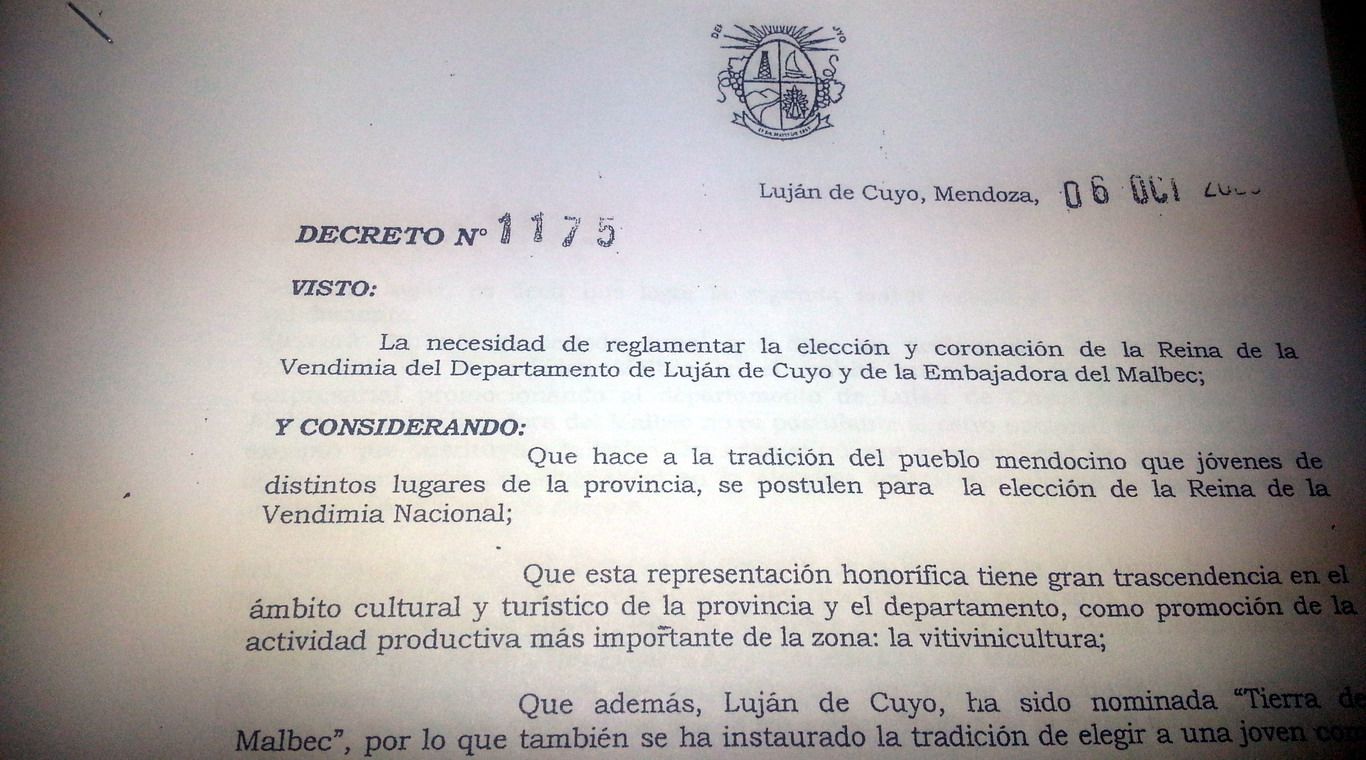 Luján de Cuyo, Mendoza, 06 OCT
DECRETO Nº 1175
VISTO:
La necesidad de reglamentar la elección y coronación de la Reina de la
Vendimia del Departamento de Luján de Cuyo y de la Embajadora del Malbec;
Y CONSIDERANDO:
Que hace a la tradición del pueblo mendocino que jóvenes de
distintos lugares de la provincia, se postulen para la elección de la Reina de la
Vendimia Nacional;
Que esta representación honorífica tiene gran trascendencia en el
ámbito cultural y turístico de la provincia y el departamento, como promoción de la
actividad productiva más importante de la zona: la vitivinicultura;
Que además, Luján de Cuyo, ha sido nominada “Tierra de
Malbec”, por lo que también se ha instaurado la tradición de elegir a una joven